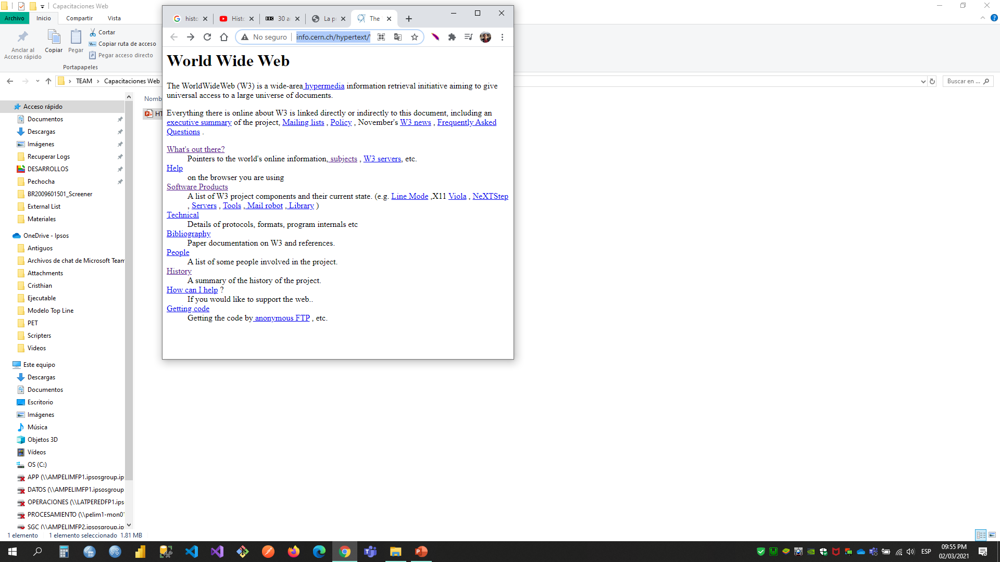 Capacitaciones Web
Archivo Inicio Compartir Vista
Anclar al
Acceso rápido
Copiar
Pegar
Cortar
Copiar ruta de acceso
Pegar acceso directo
Portapapeles
TEAM Capacitaciones Web
Buscar en ...
Acceso rápido
Documentos
Descargas
Imágenes
Recuperar Logs
DESARROLLOS
Pechocha
BR2009601501_Screener
External List
Materiales
OneDrive - Ipsos
Antiguos
Archivos de chat de Microsoft Team
Attachments
Cristhian
Ejecutable
Modelo Top Line
PET
Scripters
Videos
Este equipo
Descargas
Documentos
Escritorio
Imágenes
Música
Objetos 3D
Vídeos
OS (C:)
APP (\\AMPELIMFP1.ipsosgroup.ip
DATOS (\\AMPELIMFP1.ipsosgroup
OPERACIONES (\\LATPEREDFP1.ips
PROCESAMIENTO (\\pelim1-mon01
SGC (\\AMPELIMFP2.ipsosgroup.ip
Nomb
HT
1 elemento 1 elemento seleccionado 1.81 MB
histo
Histo
BBC 30 a
La p
The
No seguro info.cern.ch/hypertext/
World Wide Web
The WorldWideWeb (W3) is a wide-area hypermedia information retrieval initiative aiming to give
universal access to a large universe of documents.
Everything there is online about W3 is linked directly or indirectly to this document, including an
executive summary of the project, Mailing lists , Policy , November's W3 news , Frequently Asked
Questions .
What's out there?
Pointers to the world's online information, subjects , W3 servers, etc.
Help
on the browser you are using
Software Products
A list of W3 project components and their current state. (e.g. Line Mode ,X11 Viola , NeXTStep
, Servers , Tools , Mail robot , Library )
Technical
Details of protocols, formats, program internals etc
Bibliography
Paper documentation on W3 and references.
People
A list of some people involved in the project.
History
A summary of the history of the project.
How can I help ?
If you would like to support the web..
Getting code
Getting the code by anonymous FTP , etc.
ESP
09:55 PM
02/03/2021